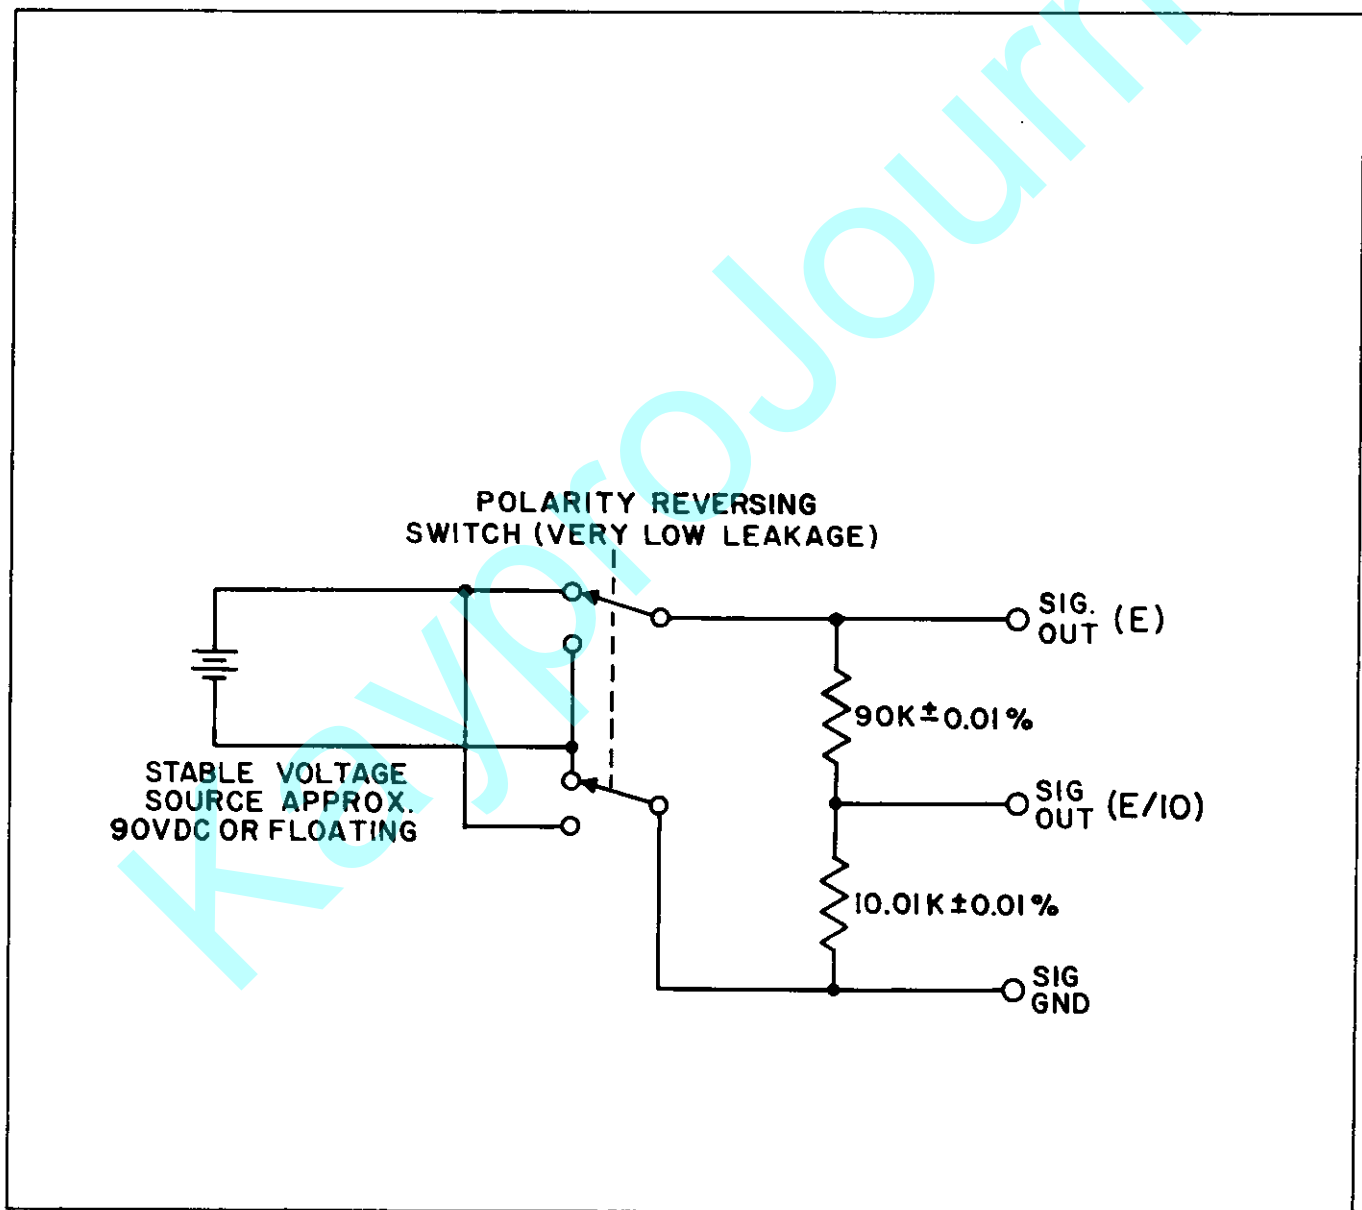 POLARITY REVERSING
SWITCH (VERY LOW LEAKAGE)
SIG.
OUT (E)
90K ± 0.01%
STABLE VOLTAGE
SOURCE APPROX.
90VDC OR FLOATING
SIG
OUT (E/10)
10.01K ± 0.01%
SIG
GND
KayproJourn